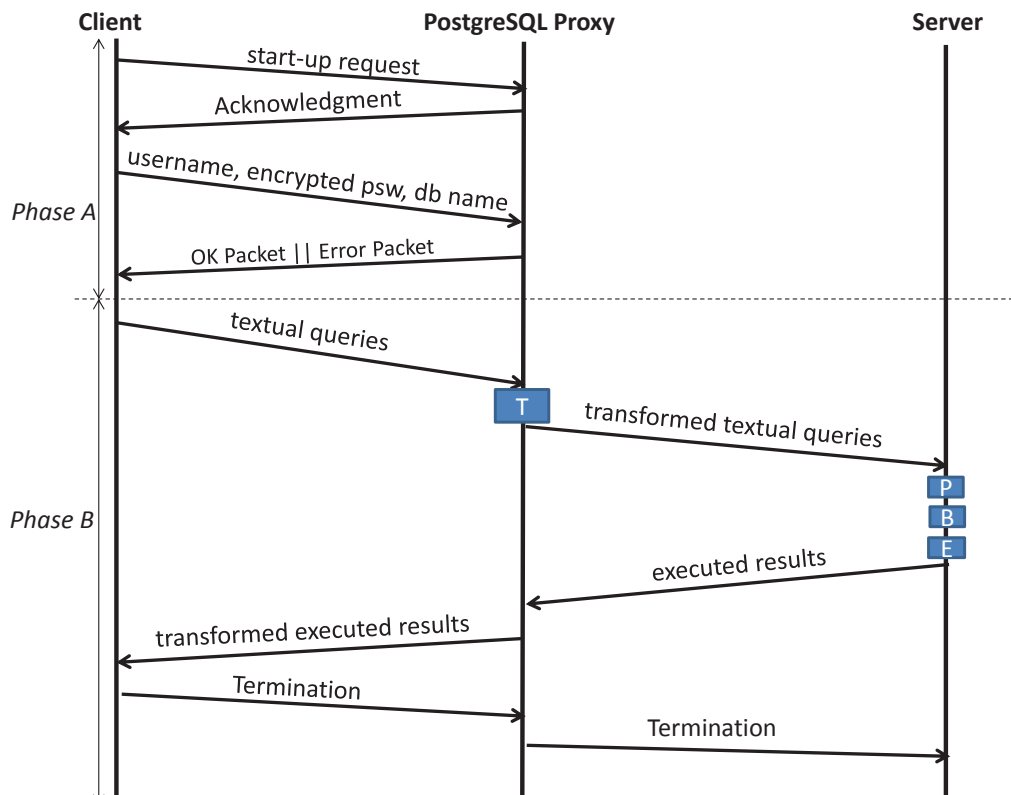 Client
PostgreSQL Proxy
Server
start-up request
Acknowledgment
username, encrypted psw, db name
Phase A
OK Packet || Error Packet
textual queries
T
transformed textual queries
P
Phase B
B
E
executed results
transformed executed results
Termination
Termination